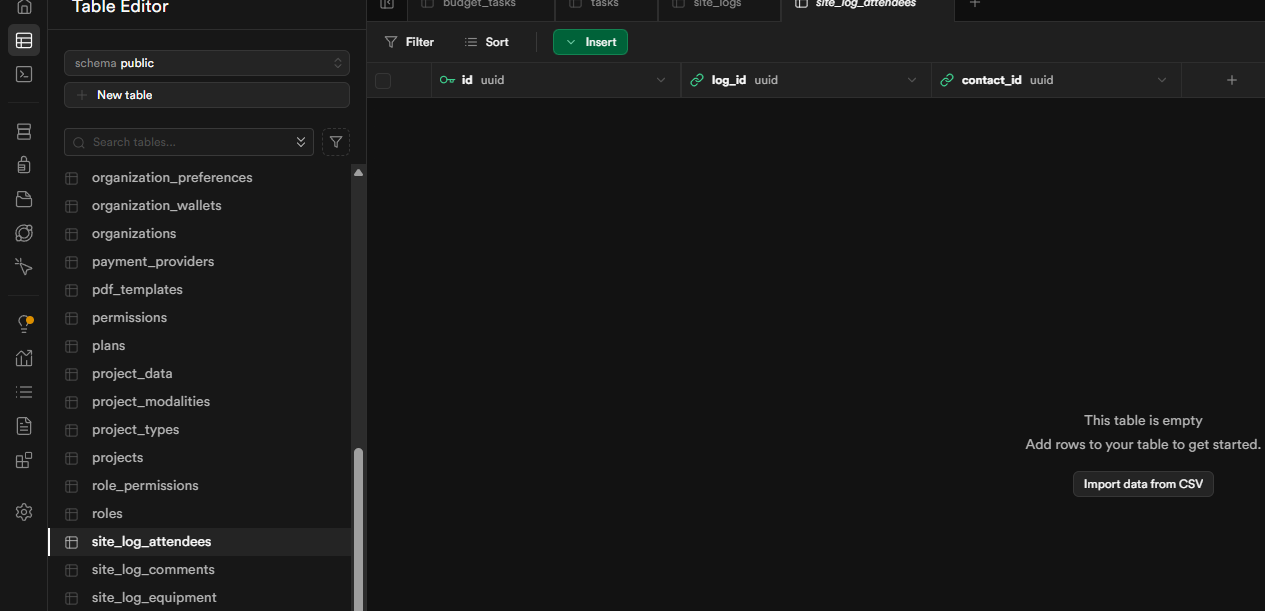 Table Editor
schema public
New table
Search tables...
organization_preferences
organization_wallets
organizations
payment_providers
pdf_templates
permissions
plans
project_data
project_modalities
project_types
projects
role_permissions
roles
site_log_attendees
site_log_comments
site_log_equipment
budget_tasks
tasks
site_logs
site_log_attendees
Filter
Sort
Insert
id uuid
log_id uuid
contact_id uuid
This table is empty
Add rows to your table to get started.
Import data from CSV